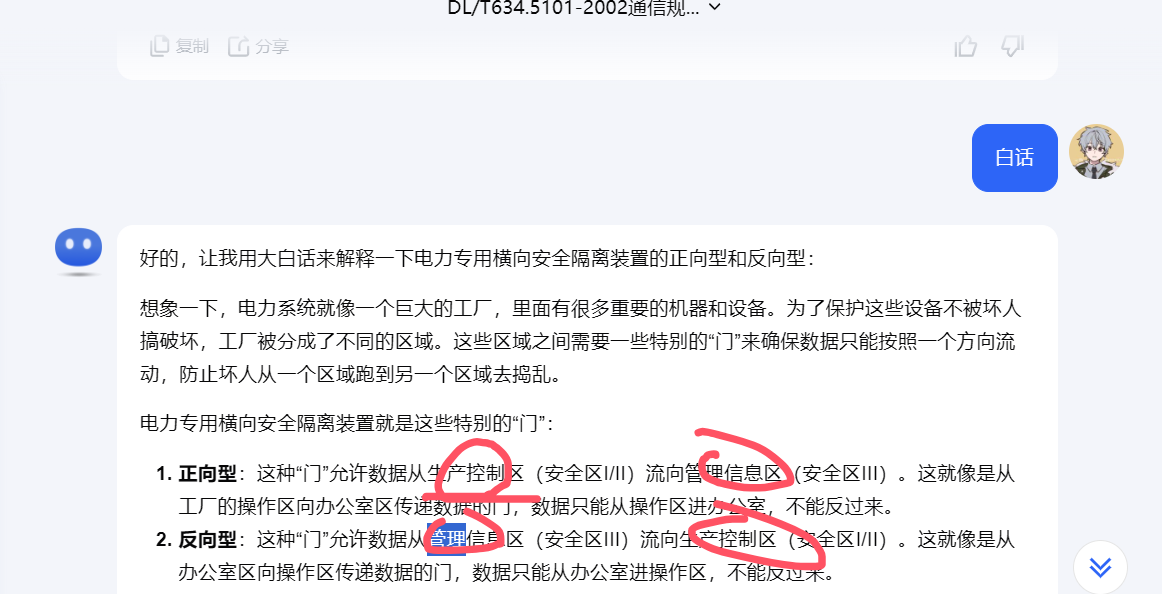 DL/T634.5101-2002通信规...
复制 分享
白话
好的，让我用大白话来解释一下电力专用横向安全隔离装置的正向型和反向型：
想象一下，电力系统就像一个巨大的工厂，里面有很多重要的机器和设备。为了保护这些设备不被坏人
搞破坏，工厂被分成了不同的区域。这些区域之间需要一些特别的“门”来确保数据只能按照一个方向流
动，防止坏人从一个区域跑到另一个区域去捣乱。
电力专用横向安全隔离装置就是这些特别的“门”：
1. 正向型：这种“门”允许数据从生产控制区（安全区I/II）流向管理信息区（安全区III）。这就像是从
工厂的操作区向办公室区传递数据的门，数据只能从操作区进办公室，不能反过来。
2. 反向型：这种“门”允许数据从管理信息区（安全区III）流向生产控制区（安全区I/II）。这就像是从
办公室区向操作区传递数据的门，数据只能从办公室进操作区，不能反过来。